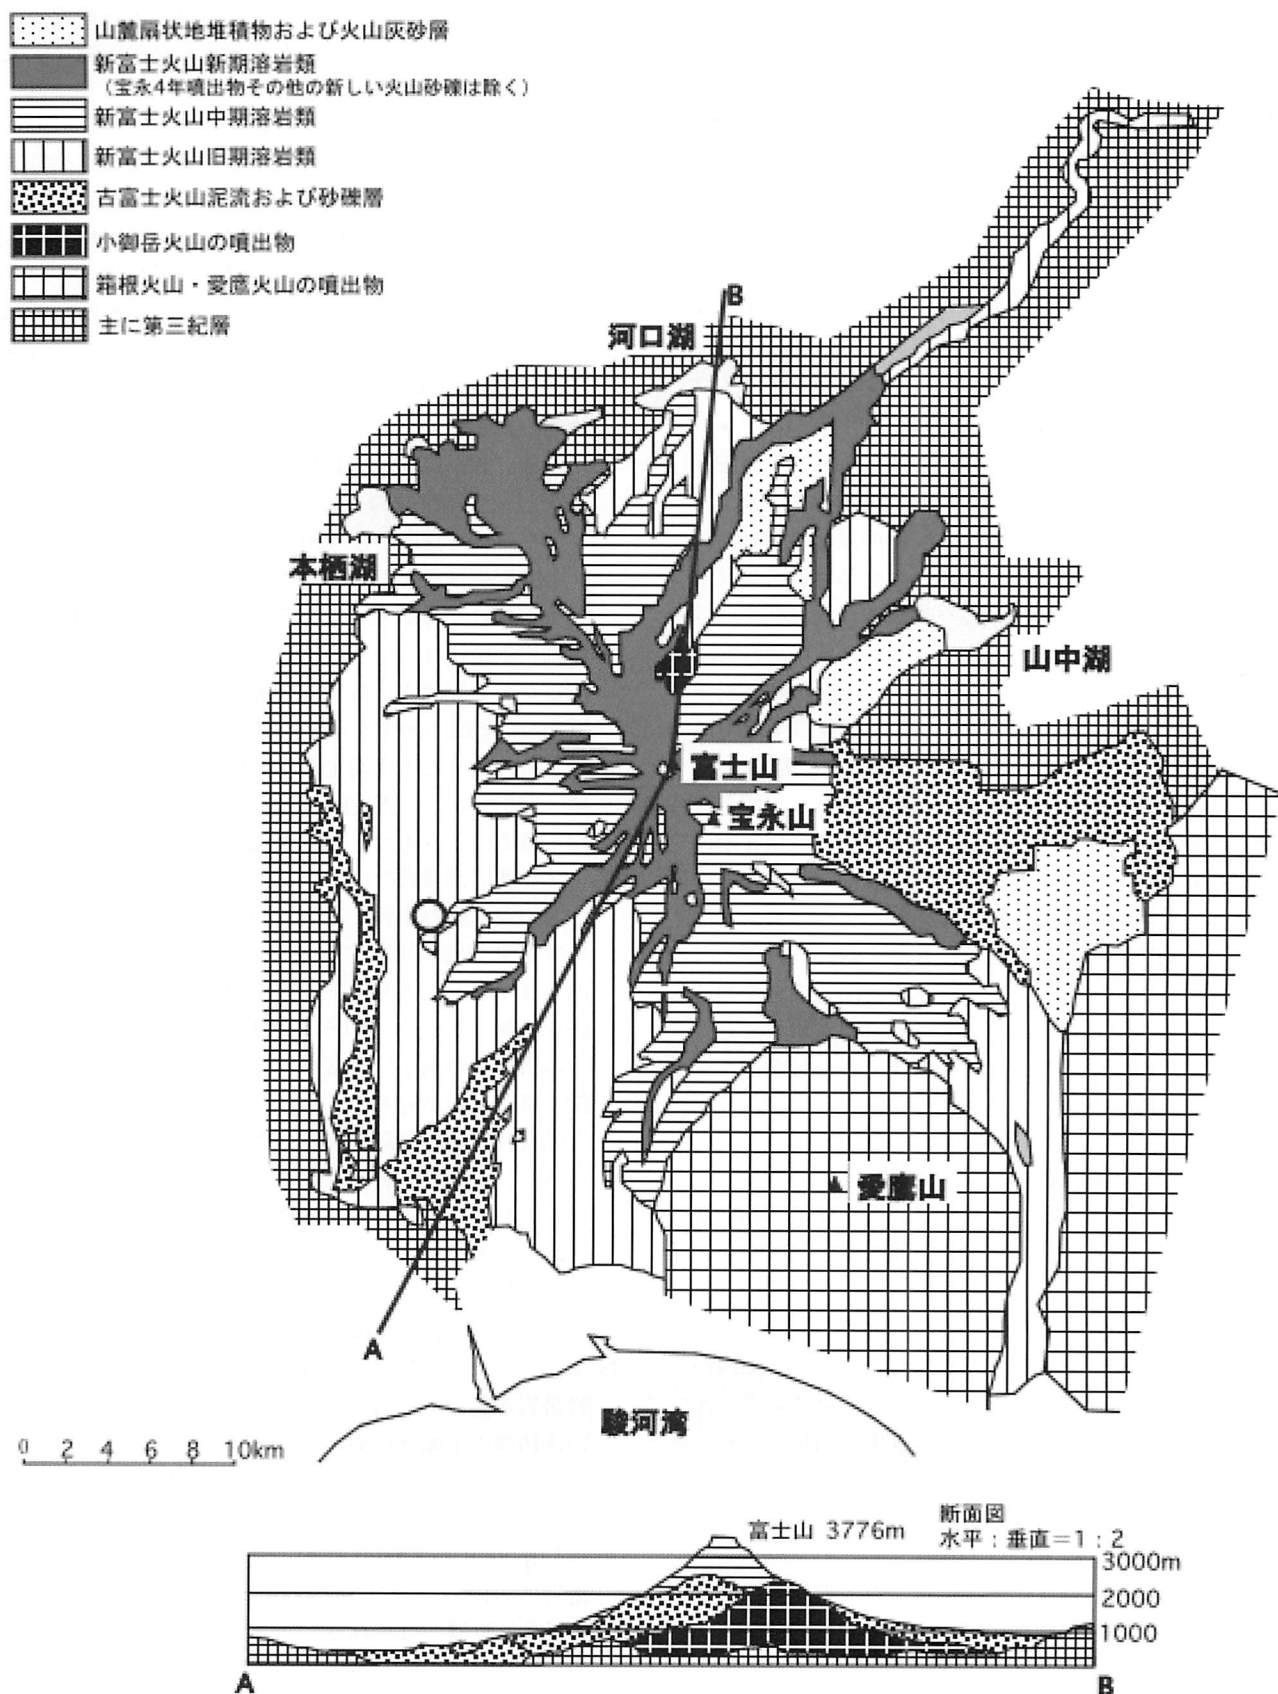 山麓扇状地堆積物および火山灰砂層
新富士火山新期溶岩類
（宝永4年噴出物その他の新しい火山砂礫は除く）
新富士火山中期溶岩類
新富士火山旧期溶岩類
古富士火山泥流および砂礫層
小御岳火山の噴出物
箱根火山・愛鷹火山の噴出物
主に第三紀層
B
河口湖
本栖湖
山中湖
富士山
宝永山
愛鷹山
A
駿河湾
0 2 4 6 8 10km
富士山 3776m
断面図
水平：垂直＝1：2
3000m
2000
1000
A
B